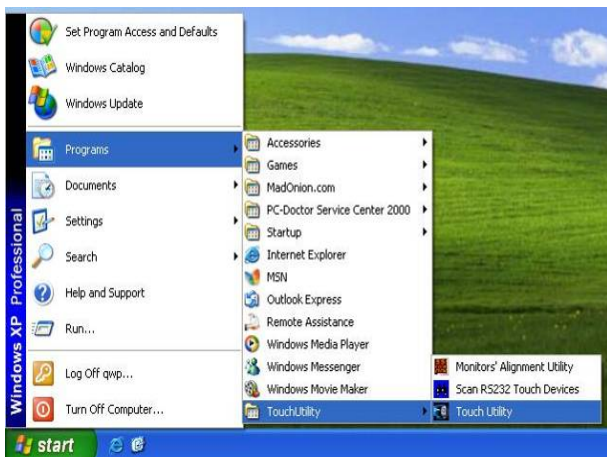 Set Program Access and Defaults
Windows Catalog
Windows Update
Programs
Documents
Settings
Search
Help and Support
Run...
Log Off qwp...
Turn Off Computer...
Windows XP Professional
Accessories
Games
MadOnion.com
PC-Doctor Service Center 2000
Startup
Internet Explorer
MSN
Outlook Express
Remote Assistance
Windows Media Player
Windows Messenger
Windows Movie Maker
TouchUtility
Monitors' Alignment Utility
Scan RS232 Touch Devices
Touch Utility
start